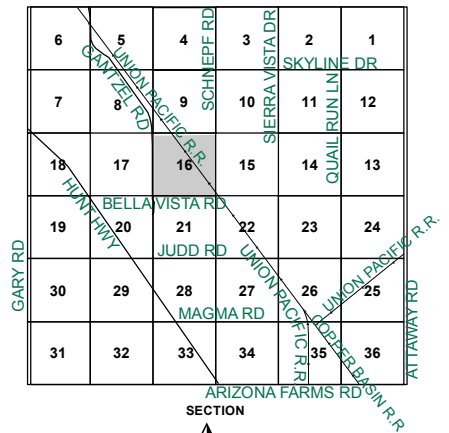 6 5 4 3 2 1
SCHNEPF RD
SIERRA VISTA DR
SKYLINE DR
GANTZEL RD
UNION PACIFIC R.R.
7 8 9 10 11 12
QUAIL RUN LN
18 17 16 15 14 13
HUNT HWY
BELLA VISTA RD
19 20 21 22 23 24
JUDD RD
GARY RD
UNION PACIFIC R.R.
UNION PACIFIC R.R.
30 29 28 27 26 25
MAGMA RD
COPPER BASIN R.R.
ATTAWAY RD
31 32 33 34 35 36
ARIZONA FARMS RD
SECTION